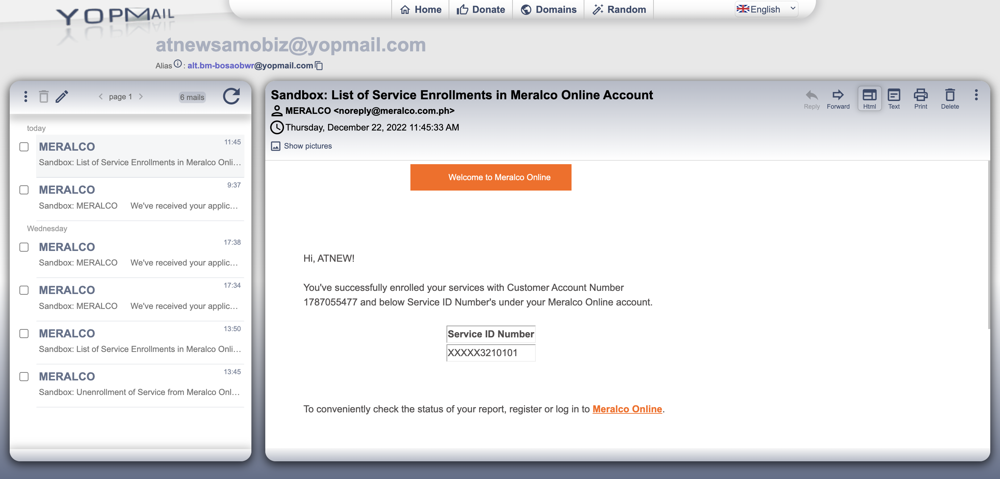 YOPMAIL
Home
Donate
Domains
Random
English
atnewsamobiz@yopmail.com
Alias : alt.bm-bosaobwr@yopmail.com
page 1
6 mails
today
MERALCO 11:45
Sandbox: List of Service Enrollments in Meralco Onli…
MERALCO 9:37
Sandbox: MERALCO We've received your applic…
Wednesday
MERALCO 17:38
Sandbox: MERALCO We've received your applic…
MERALCO 17:34
Sandbox: MERALCO We've received your applic…
MERALCO 13:50
Sandbox: List of Service Enrollments in Meralco Onli…
MERALCO 13:45
Sandbox: Unenrollment of Service from Meralco Onl…
Sandbox: List of Service Enrollments in Meralco Online Account
MERALCO <noreply@meralco.com.ph>
Thursday, December 22, 2022 11:45:33 AM
Show pictures
Reply
Forward
Html
Text
Print
Delete
Welcome to Meralco Online
Hi, ATNEW!
You've successfully enrolled your services with Customer Account Number
1787055477 and below Service ID Number's under your Meralco Online account.
Service ID Number
XXXXX3210101
To conveniently check the status of your report, register or log in to Meralco Online.